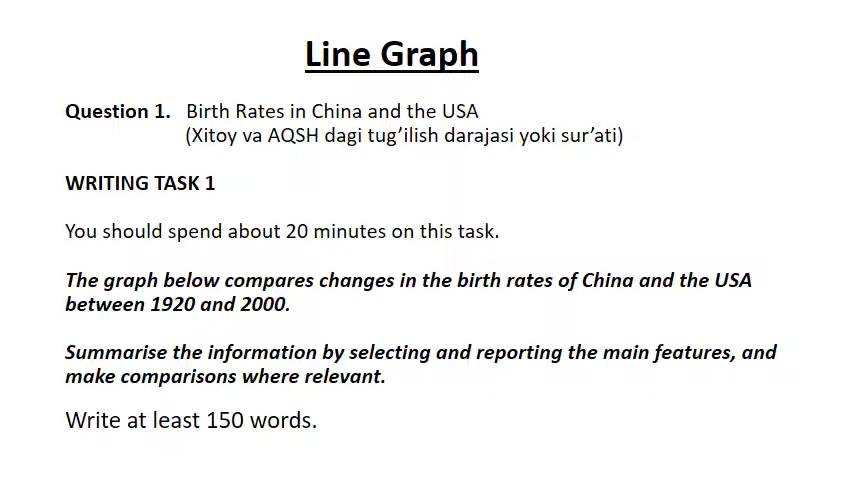 Line Graph
Question 1. Birth Rates in China and the USA
(Xitoy va AQSH dagi tug’ilish darajasi yoki sur’ati)
WRITING TASK 1
You should spend about 20 minutes on this task.
The graph below compares changes in the birth rates of China and the USA
between 1920 and 2000.
Summarise the information by selecting and reporting the main features, and
make comparisons where relevant.
Write at least 150 words.